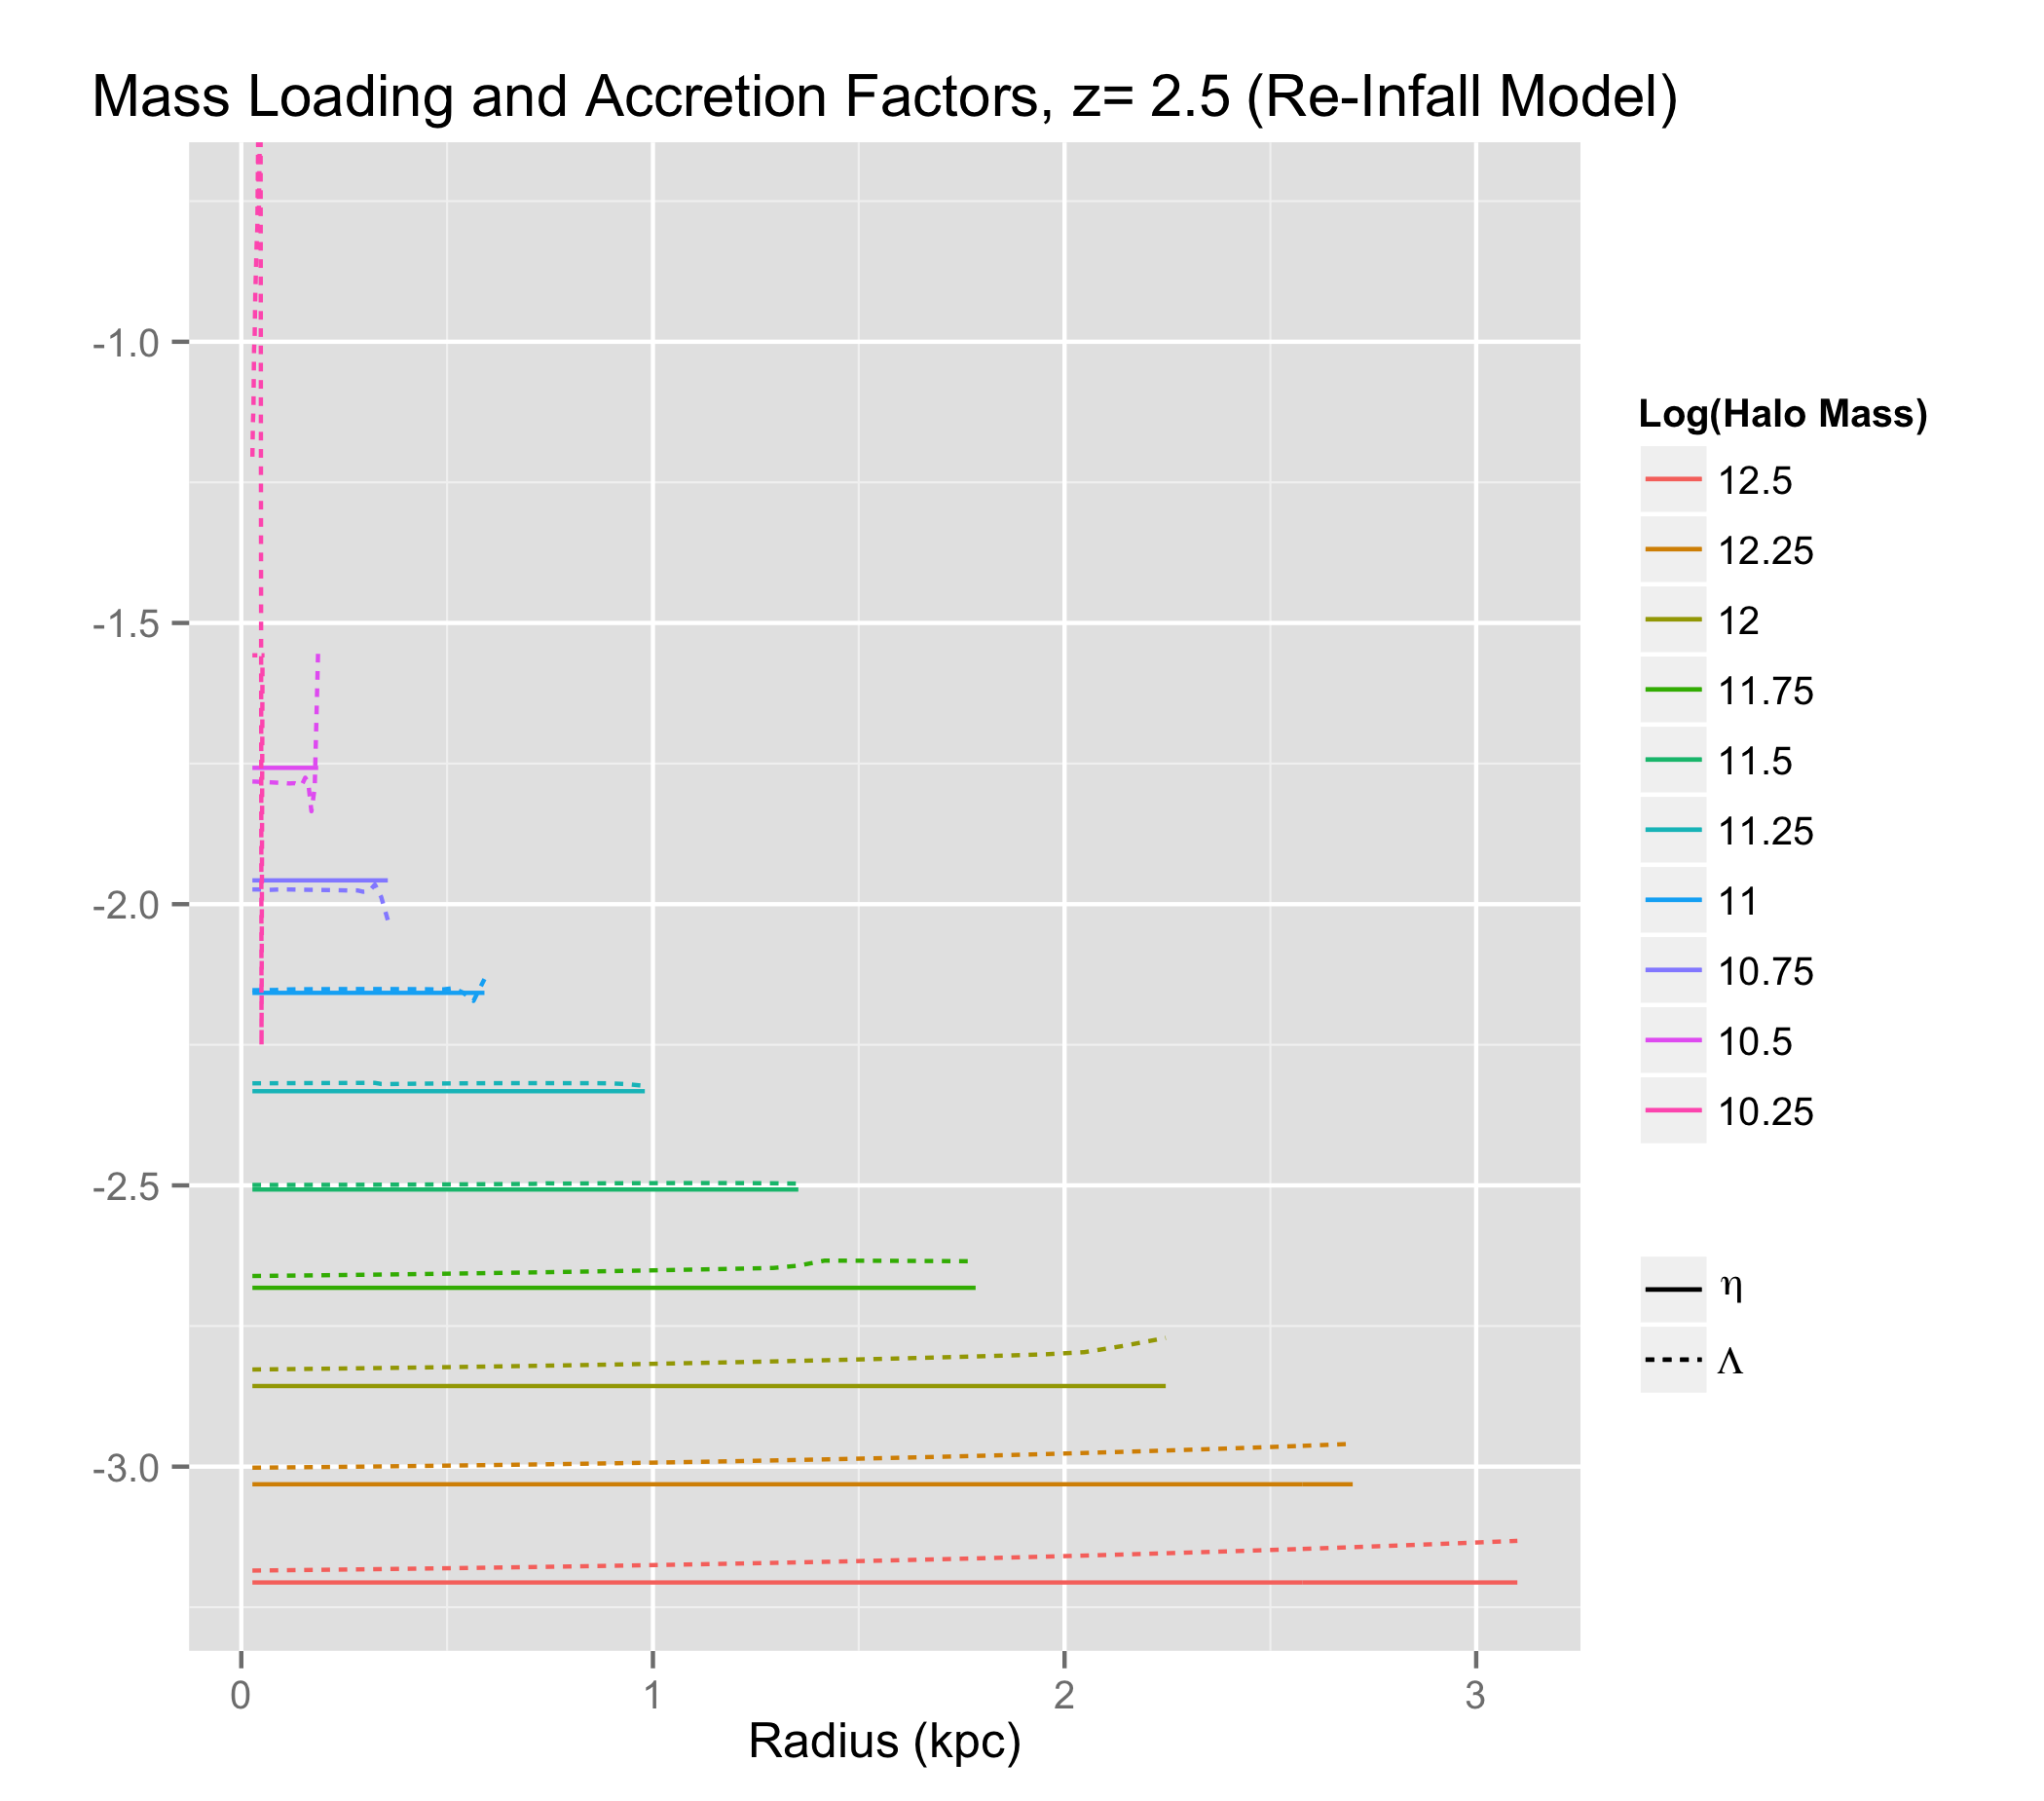 Mass Loading and Accretion Factors, z= 2.5 (Re-Infall Model)
-1.0
-1.5
-2.0
-2.5
-3.0
0 1 2 3
Radius (kpc)
Log(Halo Mass)
12.5
12.25
12
11.75
11.5
11.25
11
10.75
10.5
10.25
η
Λ